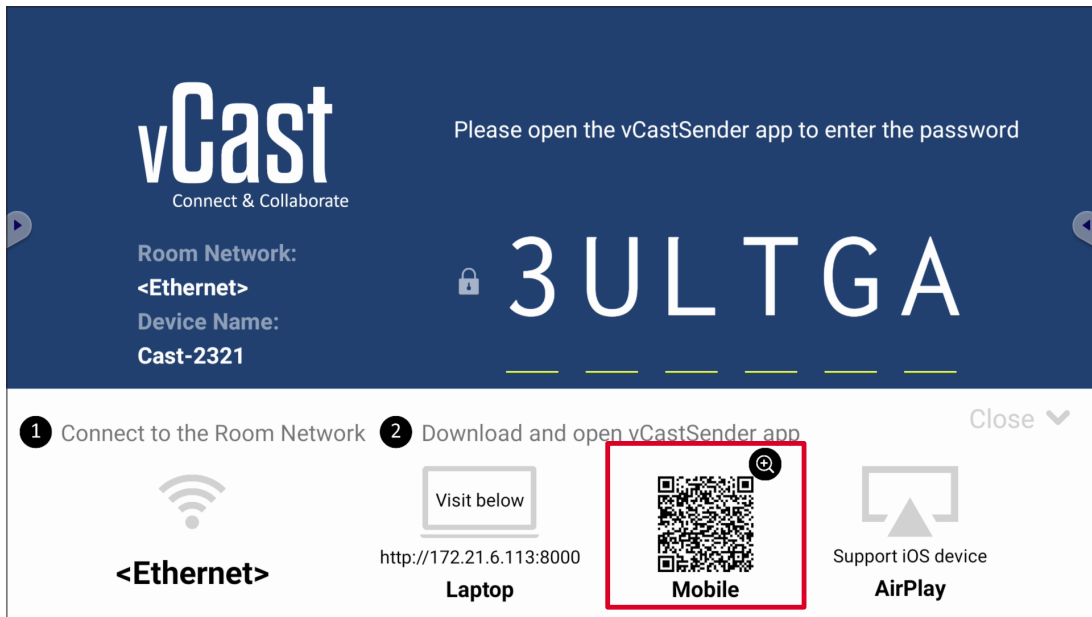 vCast
Connect & Collaborate
Please open the vCastSender app to enter the password
Room Network:
<Ethernet>
Device Name:
Cast-2321
3ULTGA
Close
1 Connect to the Room Network
2 Download and open vCastSender app
<Ethernet>
Visit below
http://172.21.6.113:8000
Laptop
Mobile
Support iOS device
AirPlay